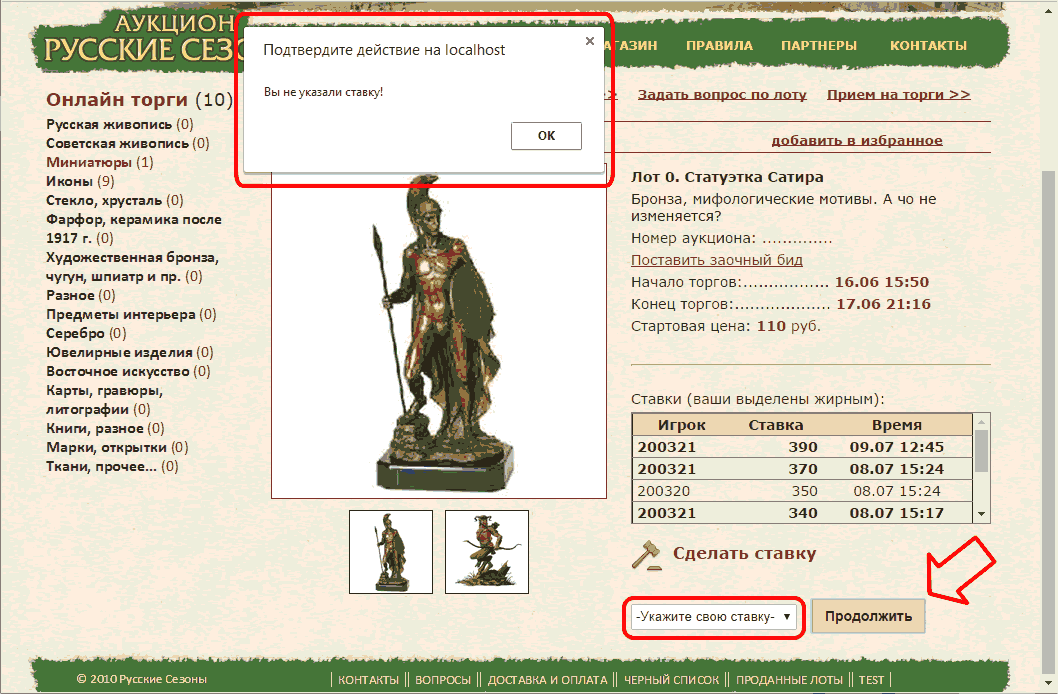 АУКЦИОН
РУССКИЕ СЕЗО
АГАЗИН ПРАВИЛА ПАРТНЕРЫ КОНТАКТЫ
Подтвердите действие на localhost
×
Вы не указали ставку!
OK
Онлайн торги (10)
Русская живопись (0)
Советская живопись (0)
Миниатюры (1)
Иконы (9)
Стекло, хрусталь (0)
Фарфор, керамика после
1917 г. (0)
Художественная бронза,
чугун, шпиатр и пр. (0)
Разное (0)
Предметы интерьера (0)
Серебро (0)
Ювелирные изделия (0)
Восточное искусство (0)
Карты, гравюры,
литографии (0)
Книги, разное (0)
Марки, открытки (0)
Ткани, прочее... (0)
>> Задать вопрос по лоту Прием на торги >>
добавить в избранное
Лот 0. Статуэтка Сатира
Бронза, мифологические мотивы. А чо не
изменяется?
Номер аукциона: ..............
Поставить заочный бид
Начало торгов:................. 16.06 15:50
Конец торгов:................... 17.06 21:16
Стартовая цена: 110 руб.
Ставки (ваши выделены жирным):
Игрок Ставка Время
200321 390 09.07 12:45
200321 370 08.07 15:24
200320 350 08.07 15:24
200321 340 08.07 15:17
Сделать ставку
-Укажите свою ставку- Продолжить
© 2010 Русские Сезоны
КОНТАКТЫ ВОПРОСЫ ДОСТАВКА И ОПЛАТА ЧЕРНЫЙ СПИСОК ПРОДАННЫЕ ЛОТЫ TEST